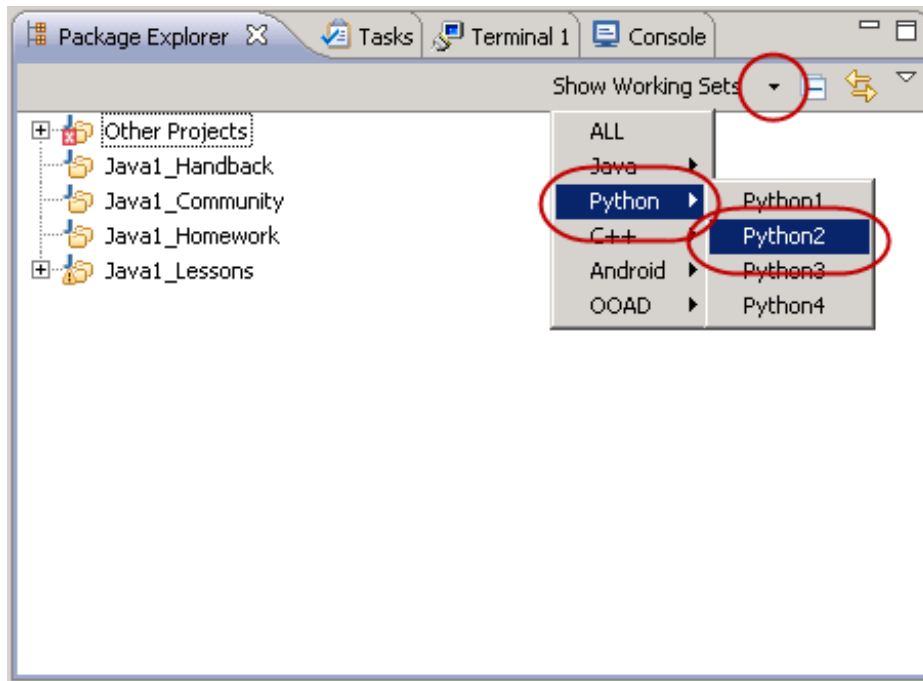 Package Explorer Tasks Terminal 1 Console
Show Working Sets
Other Projects
Java1_Handback
Java1_Community
Java1_Homework
Java1_Lessons
ALL
Java
Python
C++
Android
OOAD
Python1
Python2
Python3
Python4